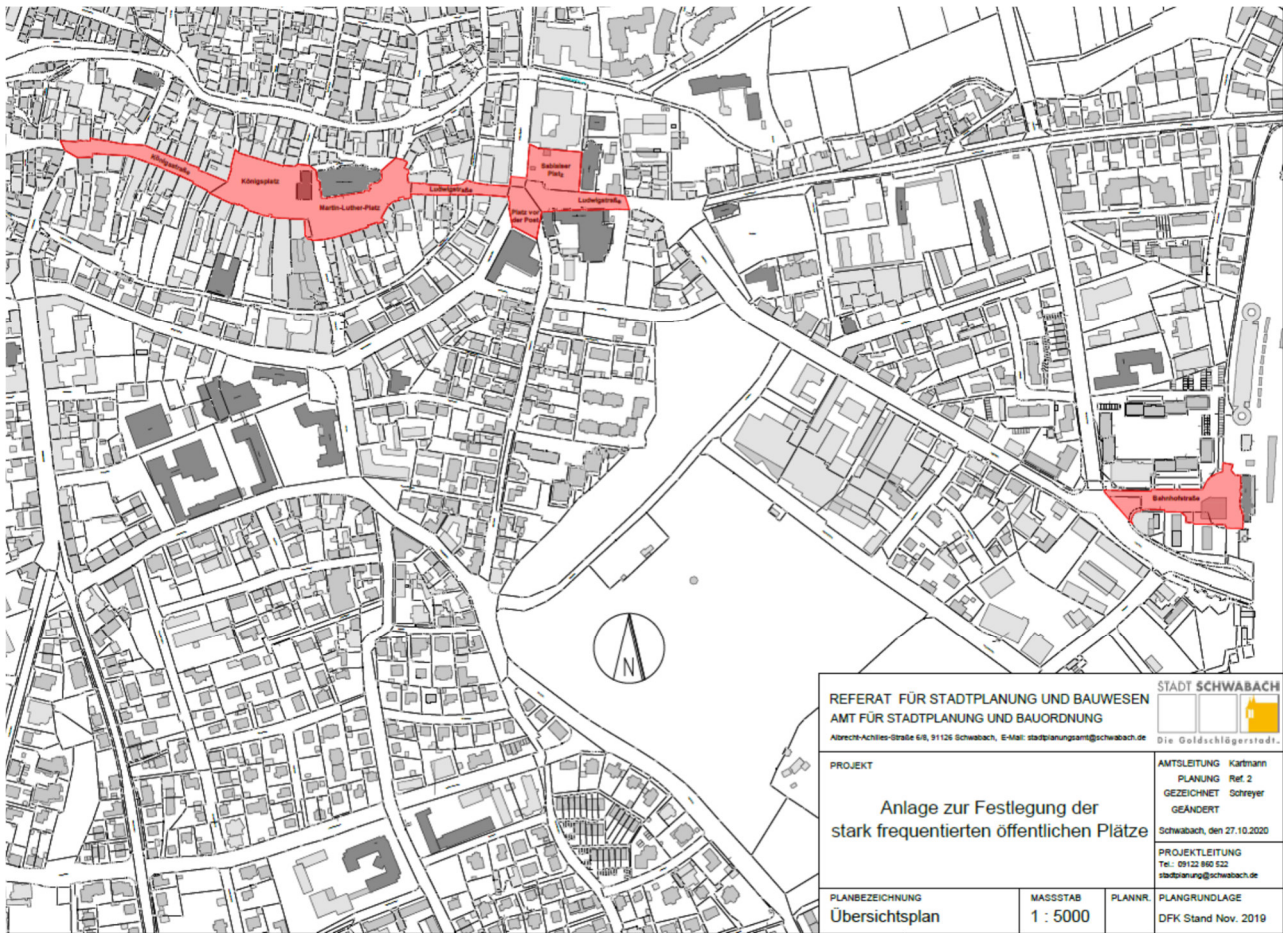 Königstraße
Königsplatz
Martin-Luther-Platz
Ludwigstraße
Sablaiser
Platz
Ludwigstraße
Platz vor
der Post
Bahnhofstraße
N
REFERAT FÜR STADTPLANUNG UND BAUWESEN
AMT FÜR STADTPLANUNG UND BAUORDNUNG
Albrecht-Achilles-Straße 6/8, 91126 Schwabach, E-Mail: stadtplanungsamt@schwabach.de
STADT SCHWABACH
Die Goldschlägerstadt.
PROJEKT
Anlage zur Festlegung der
stark frequentierten öffentlichen Plätze
AMTSLEITUNG Kartmann
PLANUNG Ref. 2
GEZEICHNET Schreyer
GEÄNDERT
Schwabach, den 27.10.2020
PROJEKTLEITUNG
Tel.: 09122 860 522
stadtplanung@schwabach.de
PLANBEZEICHNUNG
Übersichtsplan
MASSSTAB
1 : 5000
PLANNR.
PLANGRUNDLAGE
DFK Stand Nov. 2019